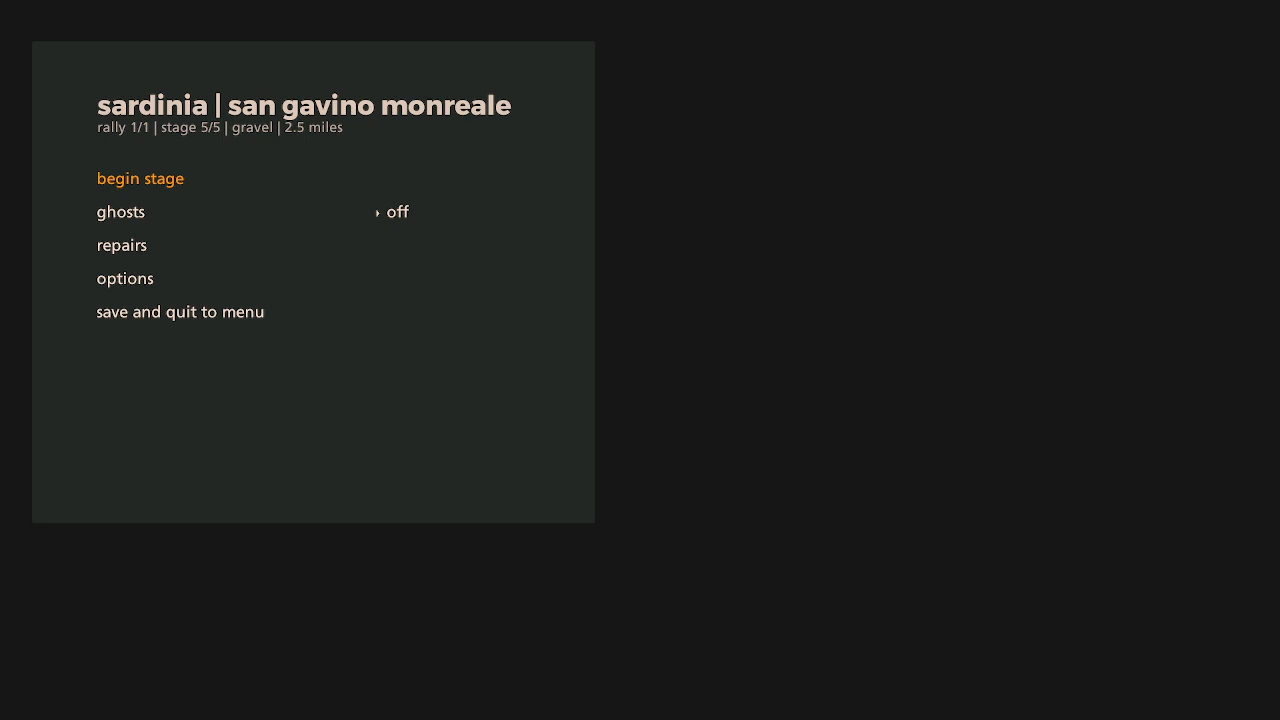 sardinia | san gavino monreale
rally 1/1 | stage 5/5 | gravel | 2.5 miles
begin stage
ghosts off
repairs
options
save and quit to menu